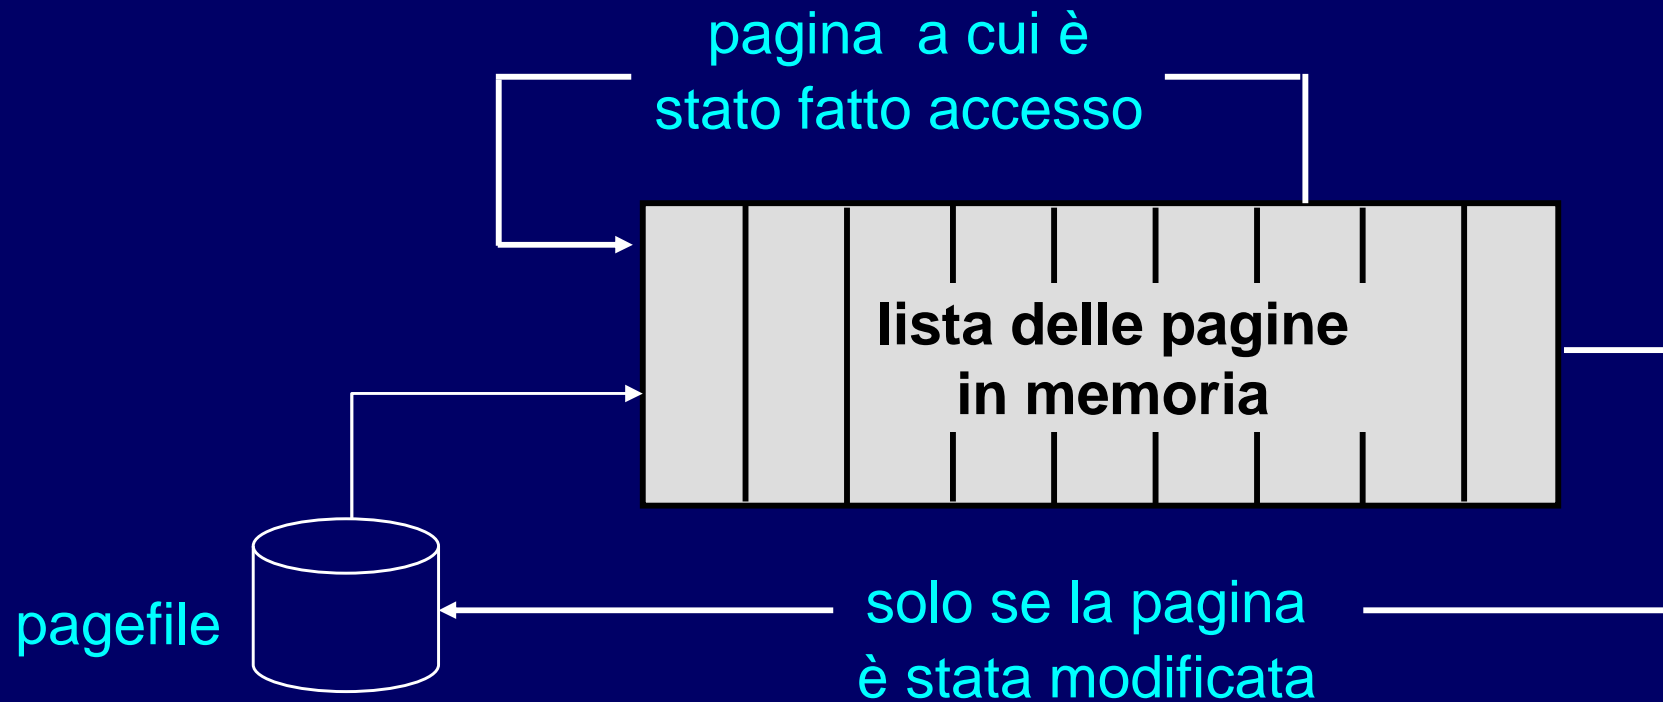 pagina a cui è
stato fatto accesso
lista delle pagine
in memoria
pagefile
solo se la pagina
è stata modificata